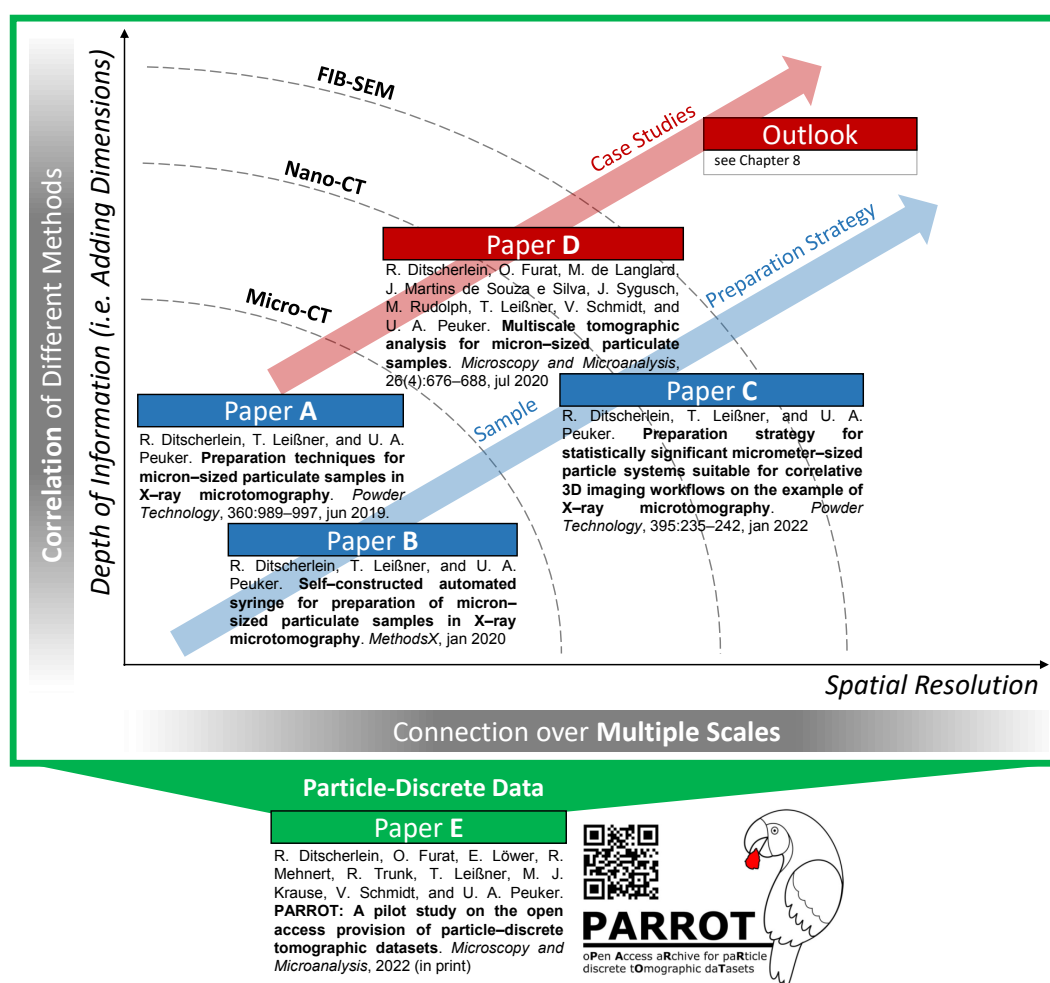 Correlation of Different Methods
Depth of Information (i.e. Adding Dimensions)
FIB-SEM
Nano-CT
Micro-CT
Case Studies
Outlook
see Chapter 8
Sample
Preparation Strategy
Paper D
R. Ditscherlein, O. Furat, M. de Langlard,
J. Martins de Souza e Silva, J. Sygusch,
M. Rudolph, T. Leißner, V. Schmidt, and
U. A. Peuker. Multiscale tomographic
analysis for micron–sized particulate
samples. Microscopy and Microanalysis,
26(4):676–688, jul 2020
Paper A
R. Ditscherlein, T. Leißner, and U. A.
Peuker. Preparation techniques for
micron–sized particulate samples in
X–ray microtomography. Powder
Technology, 360:989–997, jun 2019.
Paper C
R. Ditscherlein, T. Leißner, and U. A.
Peuker. Preparation strategy for
statistically significant micrometer–sized
particle systems suitable for correlative
3D imaging workflows on the example of
X–ray microtomography. Powder
Technology, 395:235–242, jan 2022
Paper B
R. Ditscherlein, T. Leißner, and U. A.
Peuker. Self–constructed automated
syringe for preparation of micron–
sized particulate samples in X–ray
microtomography. MethodsX, jan 2020
Spatial Resolution
Connection over Multiple Scales
Particle-Discrete Data
Paper E
R. Ditscherlein, O. Furat, E. Löwer, R.
Mehnert, R. Trunk, T. Leißner, M. J.
Krause, V. Schmidt, and U. A. Peuker.
PARROT: A pilot study on the open
access provision of particle–discrete
tomographic datasets. Microscopy and
Microanalysis, 2022 (in print)
PARROT
oPen Access aRchive for paRticle
discrete tOmographic daTasets